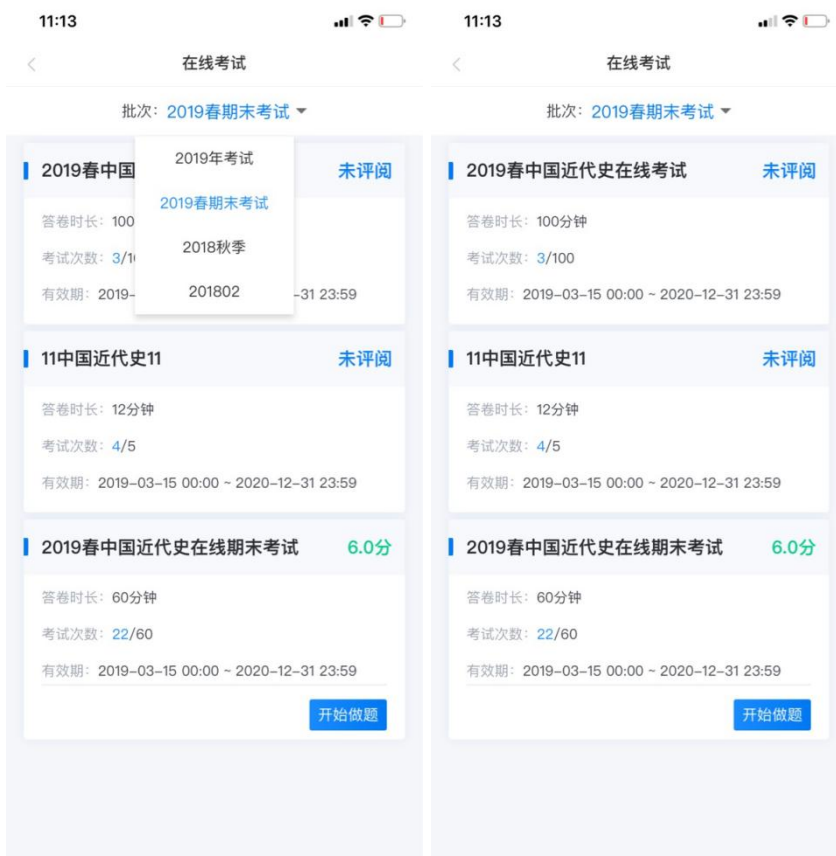 11:13
在线考试
批次：2019春期末考试
2019年考试
2019春期末考试
2018秋季
201802
2019春中国
未评阅
答卷时长：100
考试次数：3/1
有效期：2019-
-31 23:59
11中国近代史11
未评阅
答卷时长：12分钟
考试次数：4/5
有效期：2019-03-15 00:00 ~ 2020-12-31 23:59
2019春中国近代史在线期末考试
6.0分
答卷时长：60分钟
考试次数：22/60
有效期：2019-03-15 00:00 ~ 2020-12-31 23:59
开始做题
11:13
在线考试
批次：2019春期末考试
2019春中国近代史在线考试
未评阅
答卷时长：100分钟
考试次数：3/100
有效期：2019-03-15 00:00 ~ 2020-12-31 23:59
11中国近代史11
未评阅
答卷时长：12分钟
考试次数：4/5
有效期：2019-03-15 00:00 ~ 2020-12-31 23:59
2019春中国近代史在线期末考试
6.0分
答卷时长：60分钟
考试次数：22/60
有效期：2019-03-15 00:00 ~ 2020-12-31 23:59
开始做题